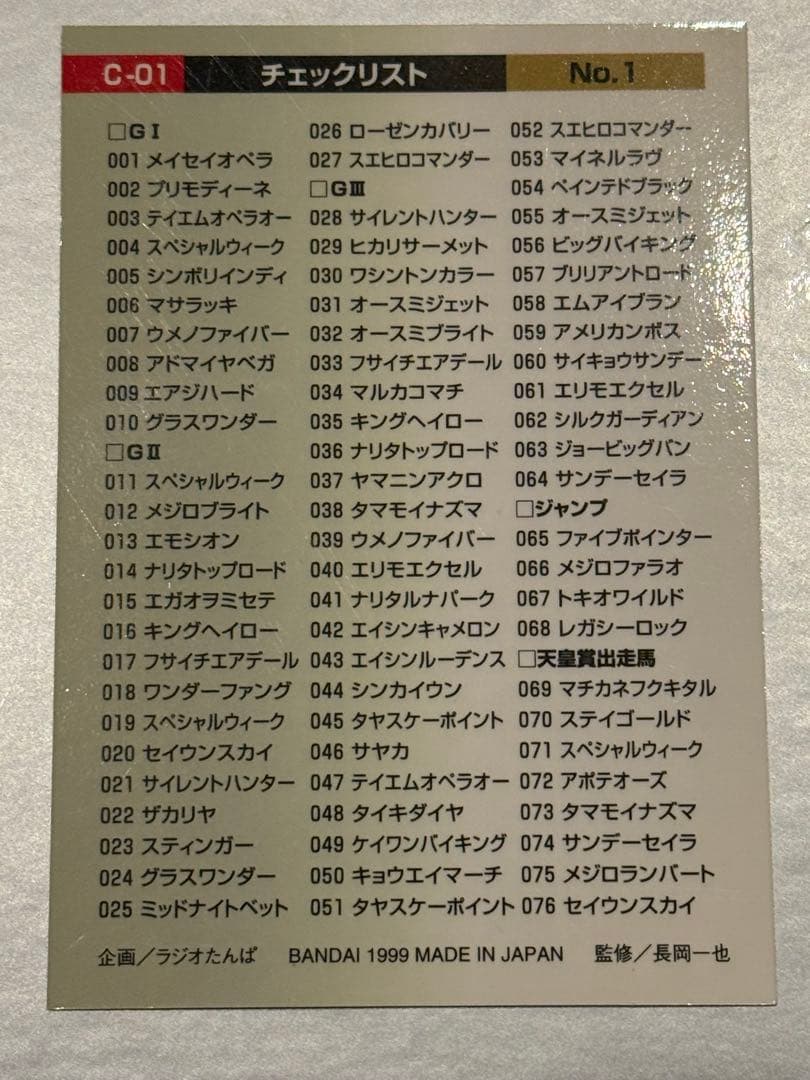 C-01 チェックリスト No.1
□GⅠ
001 メイセイオペラ
002 プリモディーネ
003 テイエムオペラオー
004 スペシャルウィーク
005 シンボリインディ
006 マサラッキ
007 ウメノファイバー
008 アドマイヤベガ
009 エアジハード
010 グラスワンダー
□GⅡ
011 スペシャルウィーク
012 メジロブライト
013 エモシオン
014 ナリタトップロード
015 エガオヲミセテ
016 キングヘイロー
017 フサイチエアデール
018 ワンダーファング
019 スペシャルウィーク
020 セイウンスカイ
021 サイレントハンター
022 ザカリヤ
023 スティンガー
024 グラスワンダー
025 ミッドナイトベット
026 ローゼンカバリー
027 スエヒロコマンダー
□GⅢ
028 サイレントハンター
029 ヒカリサーメット
030 ワシントンカラー
031 オースミジェット
032 オースミブライト
033 フサイチエアデール
034 マルカコマチ
035 キングヘイロー
036 ナリタトップロード
037 ヤマニンアクロ
038 タマモイナズマ
039 ウメノファイバー
040 エリモエクセル
041 ナリタルナパーク
042 エイシンキャメロン
043 エイシンルーデンス
044 シンカイウン
045 タヤスケーポイント
046 サヤカ
047 テイエムオペラオー
048 タイキダイヤ
049 ケイワンバイキング
050 キョウエイマーチ
051 タヤスケーポイント
052 スエヒロコマンダー
053 マイネルラヴ
054 ペインテドブラック
055 オースミジェット
056 ビッグバイキング
057 ブリリアントロード
058 エムアイブラン
059 アメリカンボス
060 サイキョウサンデー
061 エリモエクセル
062 シルクガーディアン
063 ジョービッグバン
064 サンデーセイラ
□ジャンプ
065 ファイブポインター
066 メジロファラオ
067 トキオワイルド
068 レガシーロック
□天皇賞出走馬
069 マチカネフクキタル
070 ステイゴールド
071 スペシャルウィーク
072 アポテオーズ
073 タマモイナズマ
074 サンデーセイラ
075 メジロランバート
076 セイウンスカイ
企画／ラジオたんぱ BANDAI 1999 MADE IN JAPAN 監修／長岡一也